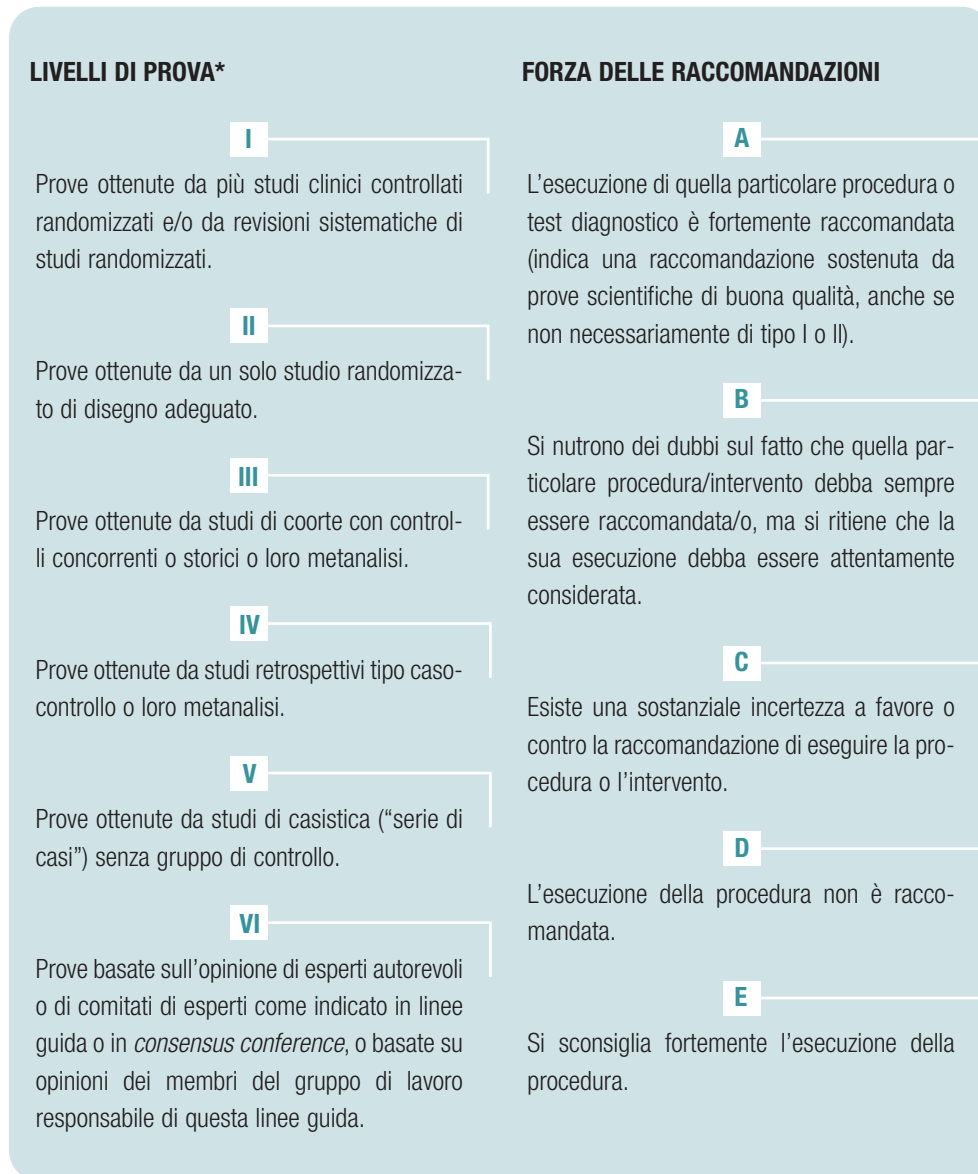 LIVELLI DI PROVA*
I
Prove ottenute da più studi clinici controllati
randomizzati e/o da revisioni sistematiche di
studi randomizzati.
II
Prove ottenute da un solo studio randomizza-
to di disegno adeguato.
III
Prove ottenute da studi di coorte con control-
li concorrenti o storici o loro metanalisi.
IV
Prove ottenute da studi retrospettivi tipo caso-
controllo o loro metanalisi.
V
Prove ottenute da studi di casistica (“serie di
casi”) senza gruppo di controllo.
VI
Prove basate sull’opinione di esperti autorevoli
o di comitati di esperti come indicato in linee
guida o in consensus conference, o basate su
opinioni dei membri del gruppo di lavoro
responsabile di questa linee guida.
FORZA DELLE RACCOMANDAZIONI
A
L’esecuzione di quella particolare procedura o
test diagnostico è fortemente raccomandata
(indica una raccomandazione sostenuta da
prove scientifiche di buona qualità, anche se
non necessariamente di tipo I o II).
B
Si nutrono dei dubbi sul fatto che quella par-
ticolare procedura/intervento debba sempre
essere raccomandata/o, ma si ritiene che la
sua esecuzione debba essere attentamente
considerata.
C
Esiste una sostanziale incertezza a favore o
contro la raccomandazione di eseguire la pro-
cedura o l’intervento.
D
L’esecuzione della procedura non è racco-
mandata.
E
Si sconsiglia fortemente l’esecuzione della
procedura.